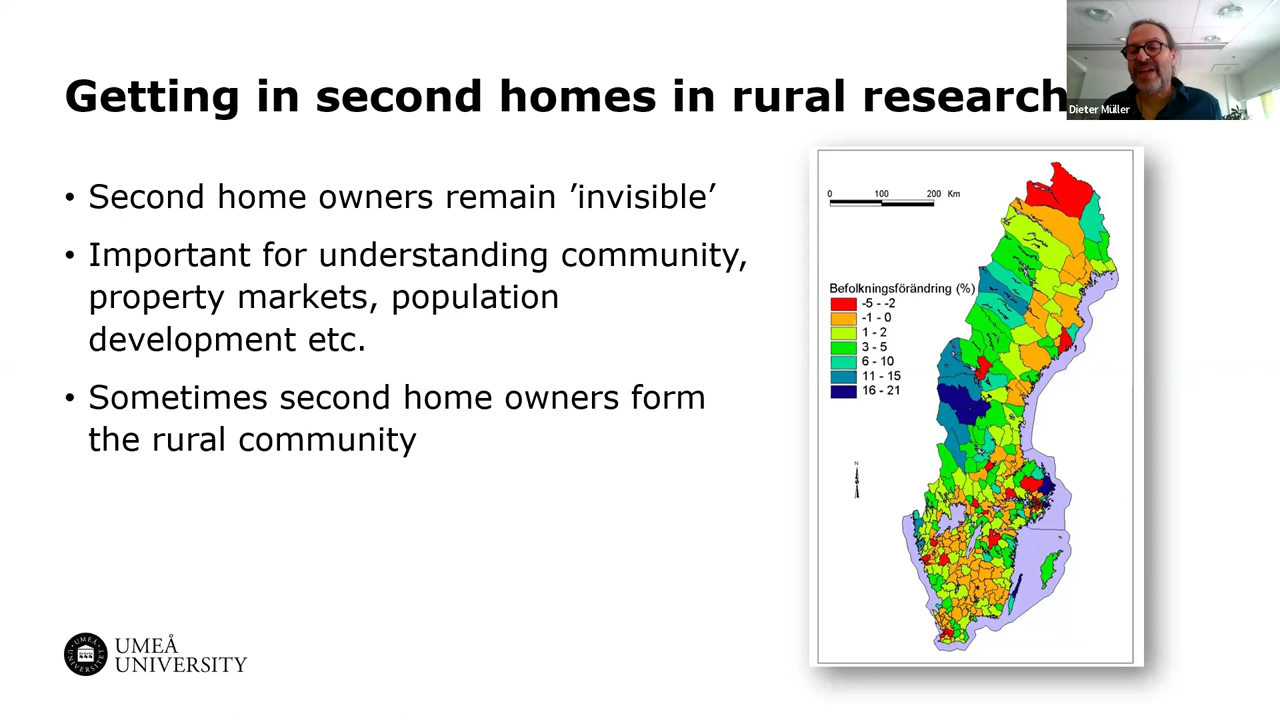 Getting in second homes in rural research
Dieter Müller
• Second home owners remain ’invisible’
• Important for understanding community,
property markets, population
development etc.
• Sometimes second home owners form
the rural community
0 100 200 Km
Befolkningsförändring (%)
-5 - -2
-1 - 0
1 - 2
3 - 5
6 - 10
11 - 15
16 - 21
N
UMEÅ
UNIVERSITY